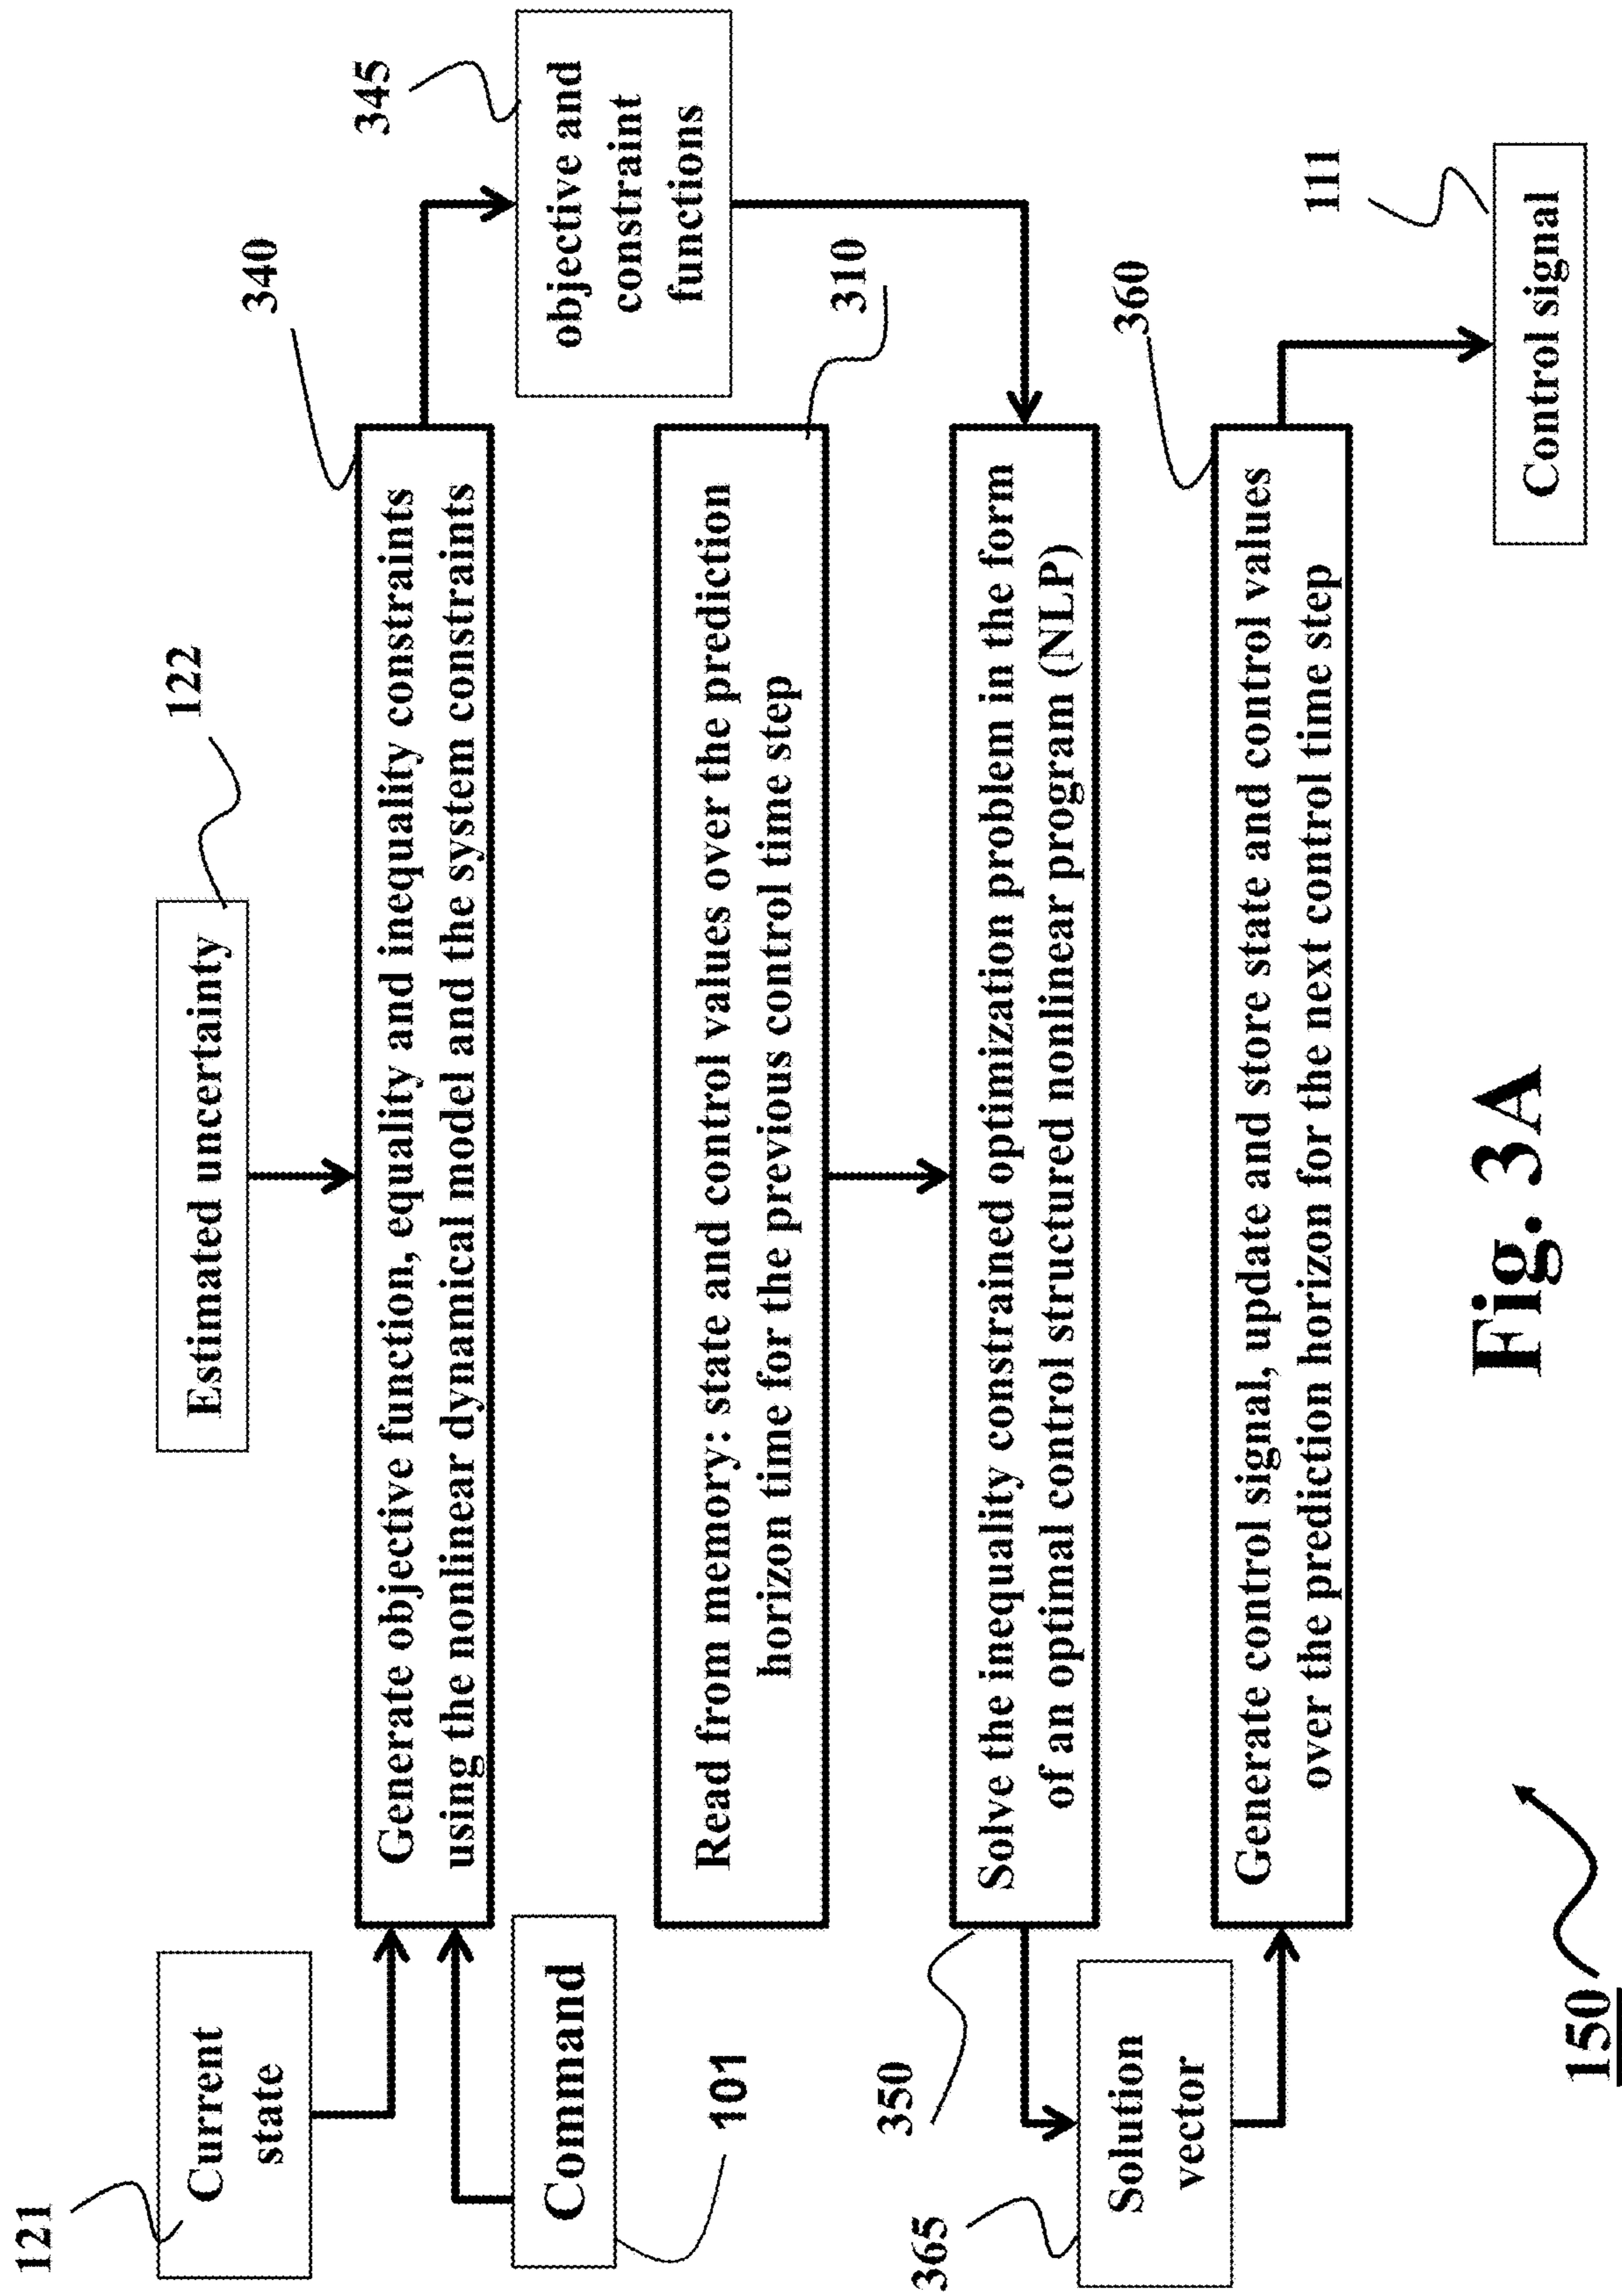 121
Current
state
Estimated uncertainty
122
340
345
Generate objective function, equality and inequality constraints
using the nonlinear dynamical model and the system constraints
Command
101
objective and
constraint
functions
Read from memory: state and control values over the prediction
horizon time for the previous control time step
310
350
Solve the inequality constrained optimization problem in the form
of an optimal control structured nonlinear program (NLP)
365
Solution
vector
360
Generate control signal, update and store state and control values
over the prediction horizon for the next control time step
111
Control signal
150
Fig. 3A